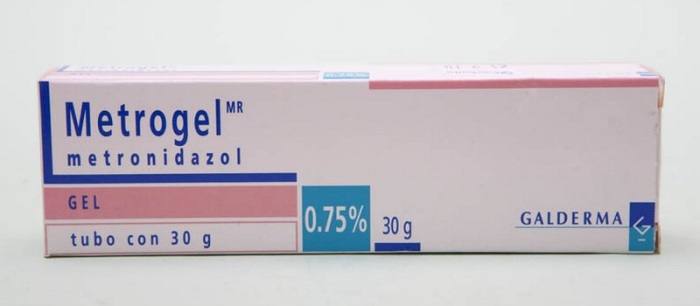 Metrogel MR
metronidazol
GEL
tubo con 30 g
0.75%
30 g
GALDERMA